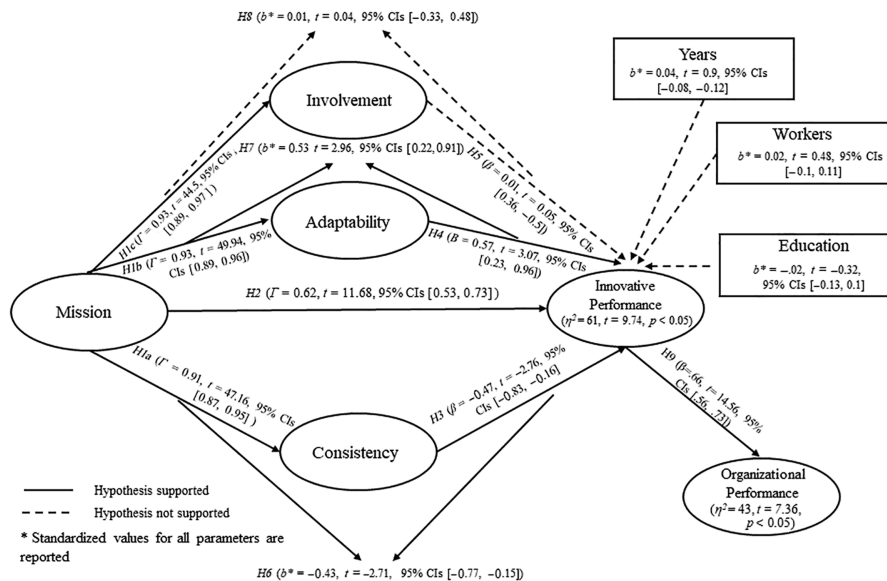 H8 (b* = 0.01, t = 0.04, 95% CIs [−0.33, 0.48])
Years
b* = 0.04, t = 0.9, 95% CIs
[−0.08, −0.12]
Involvement
Workers
b* = 0.02, t = 0.48, 95% CIs
[−0.1, 0.11]
H7 (b* = 0.53 t = 2.96, 95% CIs [0.22,0.91])
H1c(Γ = 0.93, t = 44.5, 95% CIs,
[0.89, 0.97])
H5 (β = 0.01, t = 0.05, 95% CIs
[0.36, −0.5])
Adaptability
H1b (Γ = 0.93, t = 49.94, 95%
CIs [0.89, 0.96])
H4 (B = 0.57, t = 3.07, 95% CIs
[0.23, 0.96])
Education
b* = −.02, t = −0.32,
95% CIs [−0.13, 0.1]
H2 (Γ = 0.62, t = 11.68, 95% CIs [0.53, 0.73])
Mission
Innovative
Performance
(η² = 61, t = 9.74, p < 0.05)
H1a (Γ = 0.91, t = 47.16, 95% CIs
[0.87, 0.95])
H3 (β = −0.47, t = −2.76, 95%
CIs [−0.83, −0.16]
H9 (β=.66, t= 14.56, 95%
CIs [.56, .73])
Consistency
Organizational
Performance
(η² = 43, t = 7.36,
p < 0.05)
Hypothesis supported
Hypothesis not supported
* Standardized values for all parameters are
reported
H6 (b* = −0.43, t = −2.71, 95% CIs [−0.77, −0.15])